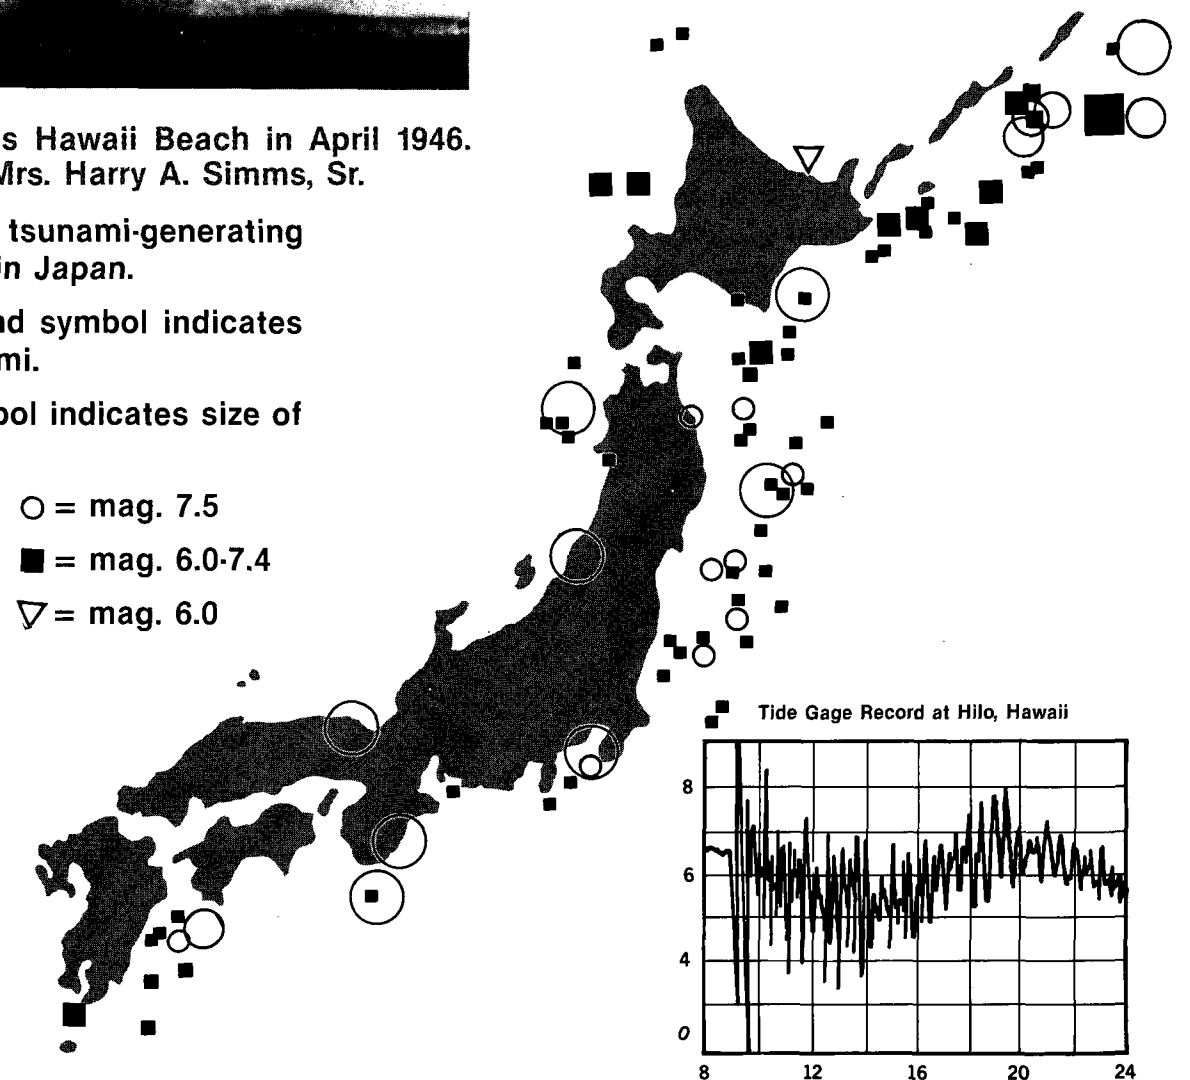 s Hawaii Beach in April 1946.
Mrs. Harry A. Simms, Sr.
tsunami-generating
in Japan.
nd symbol indicates
mi.
bol indicates size of
= mag. 7.5
= mag. 6.0-7.4
= mag. 6.0
Tide Gage Record at Hilo, Hawaii
8
6
4
0
8 12 16 20 24